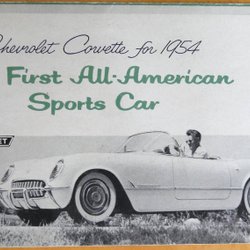 Chevrolet Corvette for 1954
First All-American
Sports Car